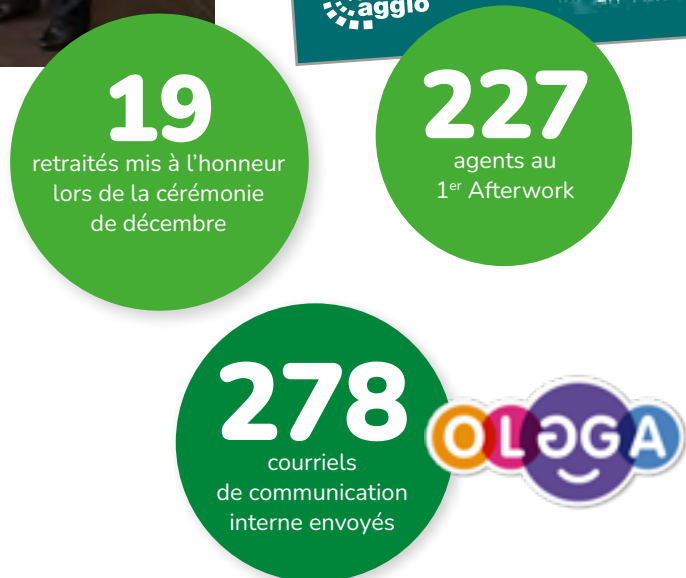 agglo
19
retraités mis à l'honneur
lors de la cérémonie
de décembre
227
agents au
1er Afterwork
278
courriels
de communication
interne envoyés